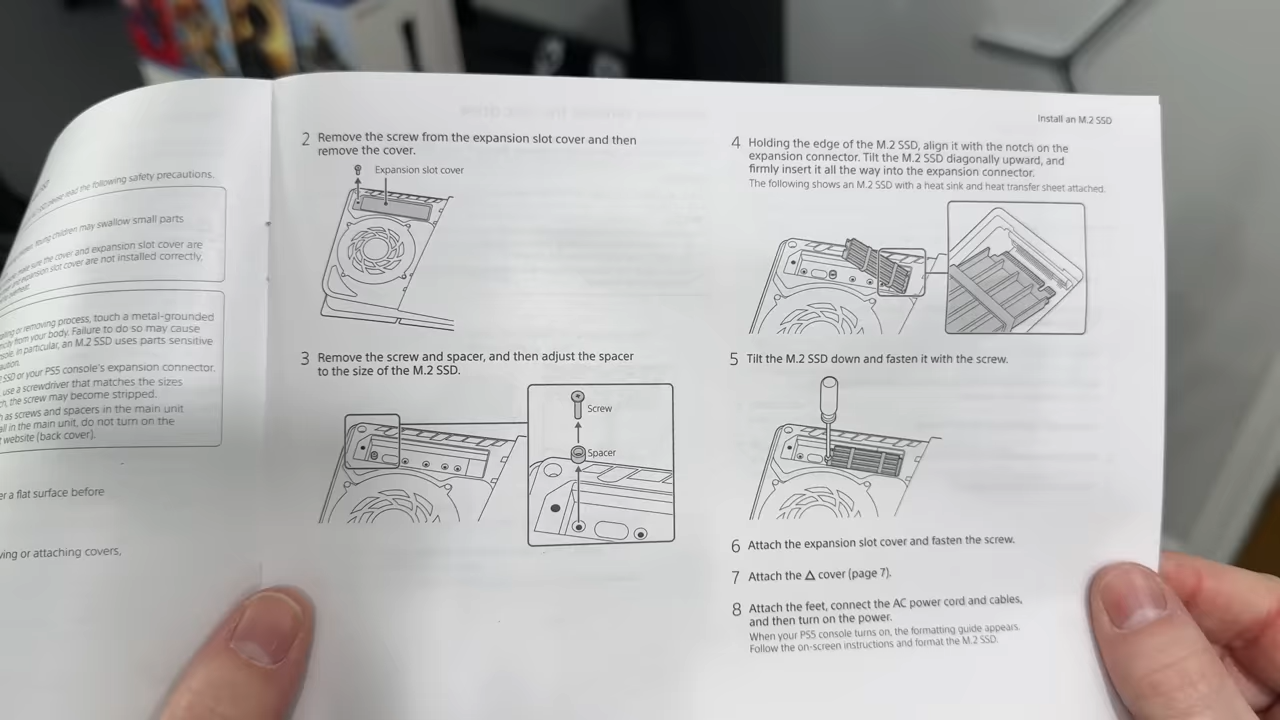 please read the following safety precautions.
Young children may swallow small parts
make sure the cover and expansion slot cover are
expansion slot cover are not installed correctly,
or removing process, touch a metal-grounded
from your body. Failure to do so may cause
In particular, an M.2 SSD uses parts sensitive
SSD or your PS5 console's expansion connector.
use a screwdriver that matches the sizes
the screw may become stripped.
as screws and spacers in the main unit
in the main unit, do not turn on the
website (back cover).
a flat surface before
or attaching covers,
2 Remove the screw from the expansion slot cover and then
remove the cover.
Expansion slot cover
3 Remove the screw and spacer, and then adjust the spacer
to the size of the M.2 SSD.
Screw
Spacer
Install an M.2 SSD
4 Holding the edge of the M.2 SSD, align it with the notch on the
expansion connector. Tilt the M.2 SSD diagonally upward, and
firmly insert it all the way into the expansion connector.
The following shows an M.2 SSD with a heat sink and heat transfer sheet attached.
5 Tilt the M.2 SSD down and fasten it with the screw.
6 Attach the expansion slot cover and fasten the screw.
7 Attach the △ cover (page 7).
8 Attach the feet, connect the AC power cord and cables,
and then turn on the power.
When your PS5 console turns on, the formatting guide appears.
Follow the on-screen instructions and format the M.2 SSD.